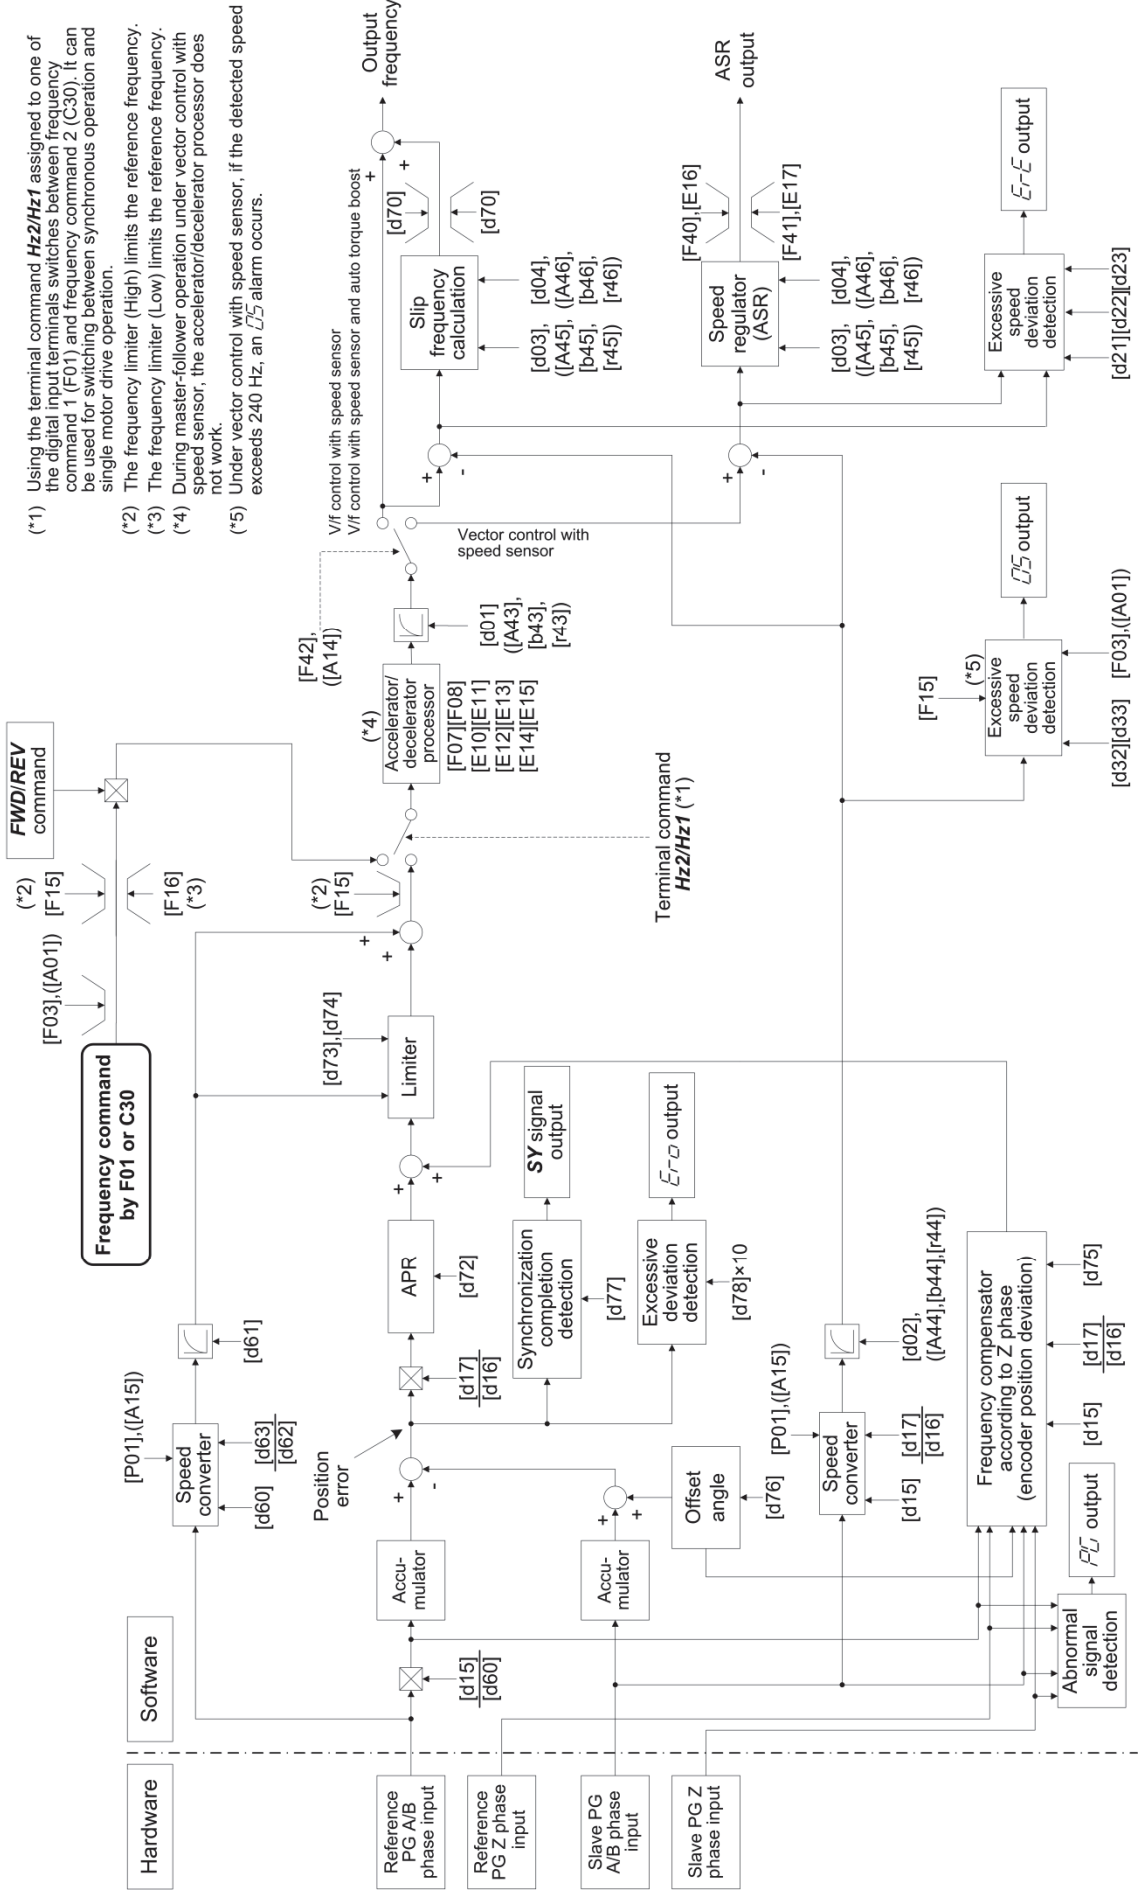 (*1) Using the terminal command Hz2/Hz1 assigned to one of
the digital input terminals switches between frequency
command 1 (F01) and frequency command 2 (C30). It can
be used for switching between synchronous operation and
single motor drive operation.
(*2) The frequency limiter (High) limits the reference frequency.
(*3) The frequency limiter (Low) limits the reference frequency.
(*4) During master-follower operation under vector control with
speed sensor, the accelerator/decelerator processor does
not work.
(*5) Under vector control with speed sensor, if the detected speed
exceeds 240 Hz, an OS alarm occurs.
FWD/REV
command
(*2)
[F15]
[F16]
(*3)
[F03],([A01])
Frequency command
by F01 or C30
Hardware
Software
[P01],([A15])
Speed
converter
[d60]
[d63]
[d62]
[d61]
Reference
PG A/B
phase input
[d15]
[d60]
Accu-
mulator
+
-
Position
error
[d17]
[d16]
APR
[d72]
+
+
Limiter
[d73],[d74]
+
+
(*2)
[F15]
Terminal command
Hz2/Hz1 (*1)
(*4)
Accelerator/
decelerator
processor
[F07][F08]
[E10][E11]
[E12][E13]
[E14][E15]
[d01]
([A43],
[b43],
[r43])
[F42],
([A14])
V/f control with speed sensor
V/f control with speed sensor and auto torque boost
Vector control with
speed sensor
+
-
Slip
frequency
calculation
[d03],
([A45],
[b45],
[r45])
[d04],
([A46],
[b46],
[r46])
[d70]
[d70]
+
+
Output
frequency
Synchronization
completion
detection
[d77]
SY signal
output
Excessive
deviation
detection
[d78]×10
Ero output
Reference
PG Z phase
input
Slave PG
A/B phase
input
Accu-
mulator
+
+
Offset
angle
[d76]
Slave PG Z
phase input
[P01],([A15])
Speed
converter
[d15]
[d17]
[d16]
[d02],
([A44],[b44],[r44])
+
-
Speed
regulator
(ASR)
[d03],
([A45],
[b45],
[r45])
[d04],
([A46],
[b46],
[r46])
[F40],[E16]
[F41],[E17]
ASR
output
Frequency compensator
according to Z phase
(encoder position deviation)
[d15]
[d17]
[d16]
[d75]
Abnormal
signal
detection
PG output
[F15]
(*5)
Excessive
speed
deviation
detection
[d32][d33]
[F03],([A01])
OS output
Excessive
speed
deviation
detection
[d21][d22][d23]
ErE output